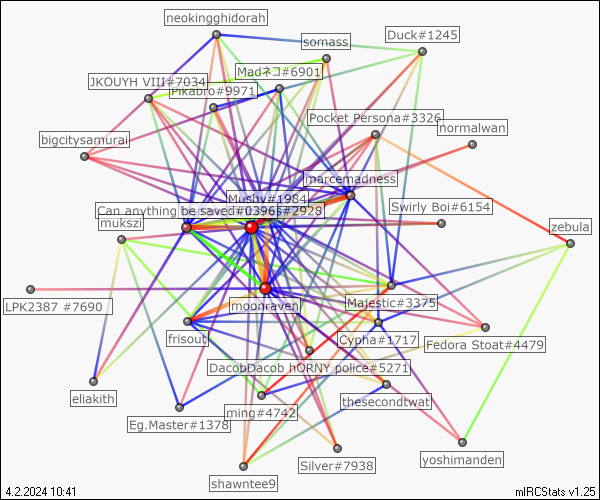 neokingghidorah
Duck#1245
somass
Madネコ#6901
JKOUYH VIII#7034
Pikabro#9971
Pocket Persona#3326
normalwan
bigcitysamurai
marcemadness
Mushy#1984
Can anything be saved#0396
s#2928
Swirly Boi#6154
mukszi
zebula
LPK2387 #7690
moonraven
Majestic#3375
frisout
Cypha#1717
Fedora Stoat#4479
DacobDacob hORNY police#5271
eliakith
thesecondtwat
ming#4742
Eg.Master#1378
yoshimanden
Silver#7938
shawntee9
4.2.2024 10:41
mIRCStats v1.25